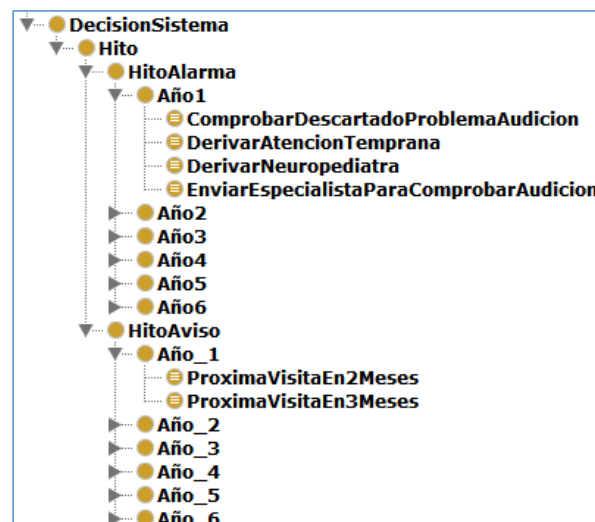 DecisionSistema
Hito
HitoAlarma
Año1
ComprobarDescartadoProblemaAudicion
DerivarAtencionTemprana
DerivarNeuropediatra
EnviarEspecialistaParaComprobarAudicion
Año2
Año3
Año4
Año5
Año6
HitoAviso
Año_1
ProximaVisitaEn2Meses
ProximaVisitaEn3Meses
Año_2
Año_3
Año_4
Año_5
Año_6